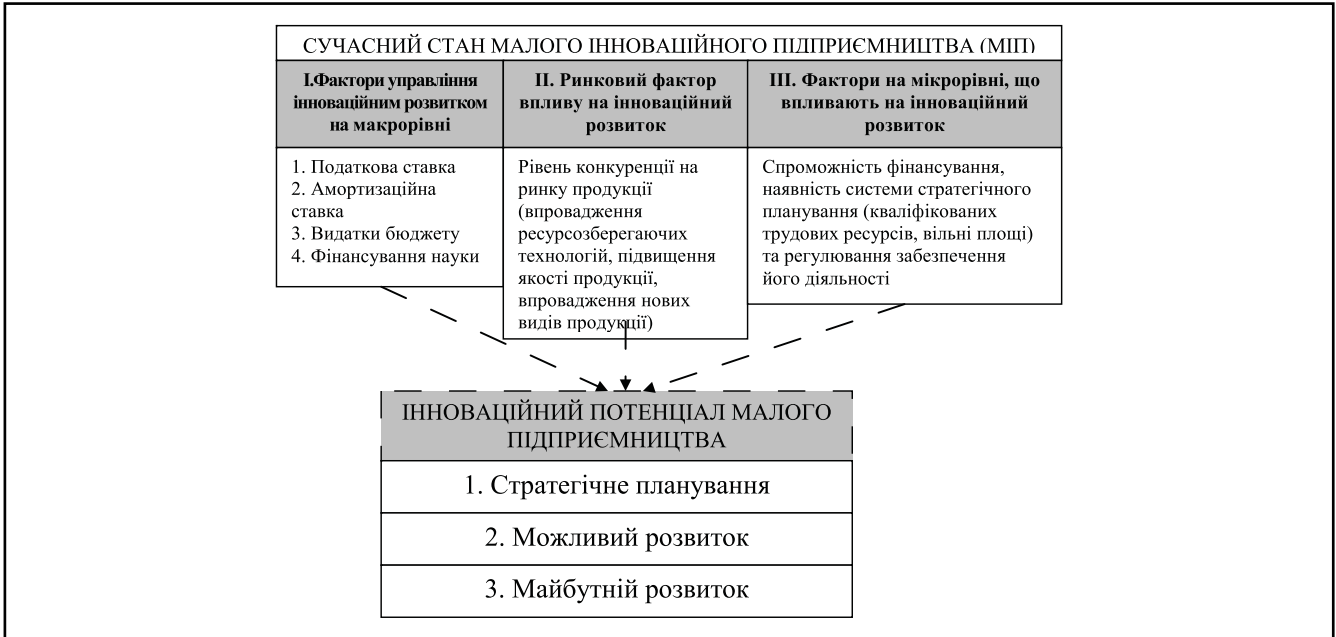 СУЧАСНИЙ СТАН МАЛОГО ІННОВАЦІЙНОГО ПІДПРИЄМНИЦТВА (МІП)
І.Фактори управління
інноваційним розвитком
на макрорівні
ІІ. Ринковий фактор
впливу на інноваційний
розвиток
ІІІ. Фактори на мікрорівні, що
впливають на інноваційний
розвиток
1. Податкова ставка
2. Амортизаційна
ставка
3. Видатки бюджету
4. Фінансування науки
Рівень конкуренції на
ринку продукції
(впровадження
ресурсозберегаючих
технологій, підвищення
якості продукції,
впровадження нових
видів продукції)
Спроможність фінансування,
наявність системи стратегічного
планування (кваліфікованих
трудових ресурсів, вільні площі)
та регулювання забезпечення
його діяльності
ІННОВАЦІЙНИЙ ПОТЕНЦІАЛ МАЛОГО
ПІДПРИЄМНИЦТВА
1. Стратегічне планування
2. Можливий розвиток
3. Майбутній розвиток